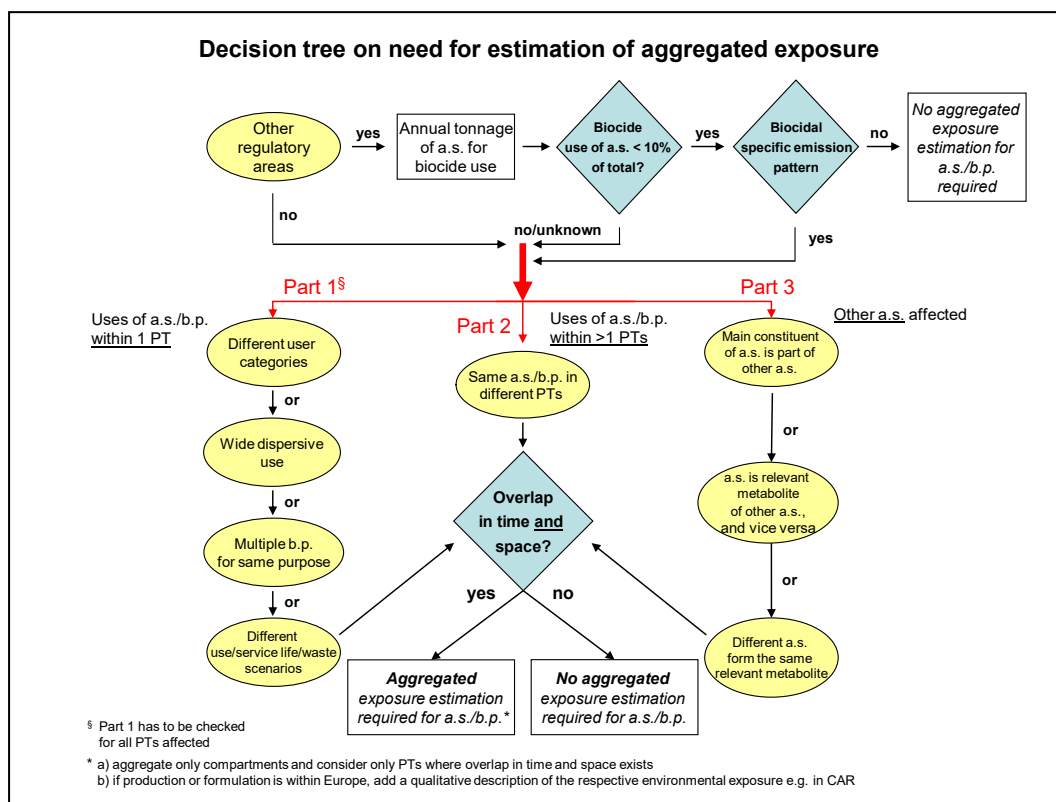 Decision tree on need for estimation of aggregated exposure
Other
regulatory
areas
yes
Annual tonnage
of a.s. for
biocide use
Biocide
use of a.s. < 10%
of total?
yes
Biocidal
specific emission
pattern
no
No aggregated
exposure
estimation for
a.s./b.p.
required
no
no/unknown
yes
Part 1§
Part 2
Part 3
Uses of a.s./b.p.
within 1 PT
Uses of a.s./b.p.
within >1 PTs
Other a.s. affected
Different user
categories
or
Wide dispersive
use
or
Multiple b.p.
for same purpose
or
Different
use/service life/waste
scenarios
Same a.s./b.p. in
different PTs
Overlap
in time and
space?
yes
no
Main constituent
of a.s. is part of
other a.s.
or
a.s. is relevant
metabolite
of other a.s.,
and vice versa
or
Different a.s.
form the same
relevant metabolite
Aggregated
exposure estimation
required for a.s./b.p.*
No aggregated
exposure estimation
required for a.s./b.p.
§ Part 1 has to be checked
for all PTs affected
* a) aggregate only compartments and consider only PTs where overlap in time and space exists
b) if production or formulation is within Europe, add a qualitative description of the respective environmental exposure e.g. in CAR